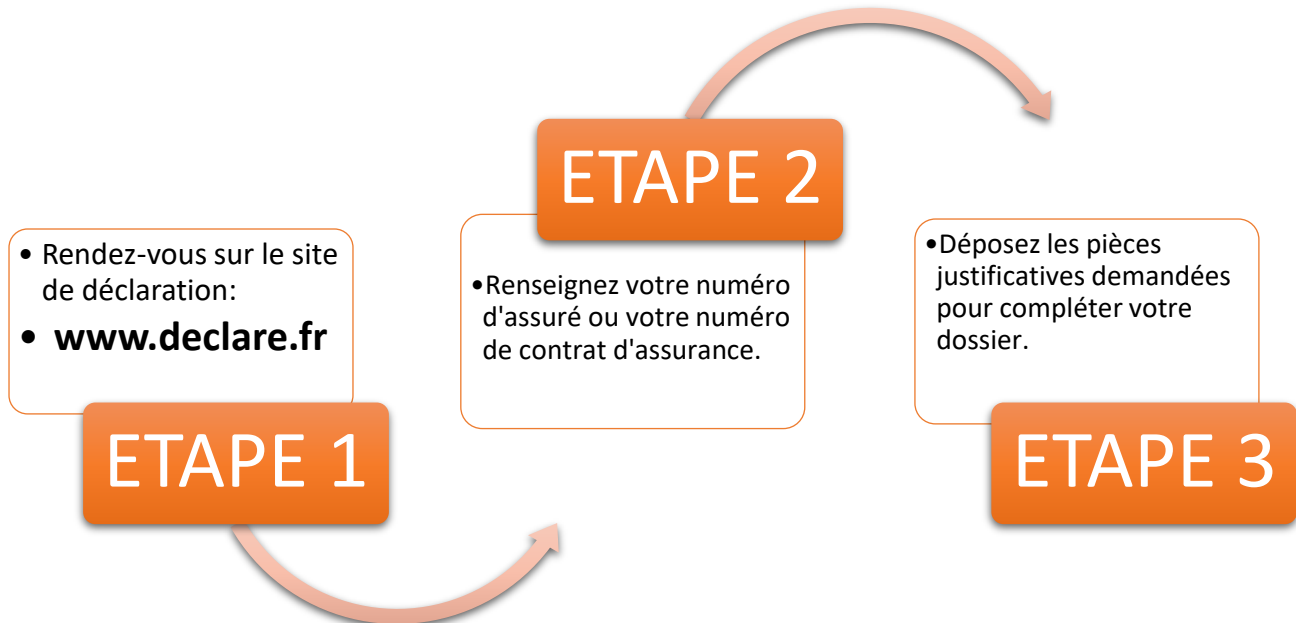 • Rendez-vous sur le site
de déclaration:
• www.declare.fr
ETAPE 1
ETAPE 2
•Renseignez votre numéro
d'assuré ou votre numéro
de contrat d'assurance.
•Déposez les pièces
justificatives demandées
pour compléter votre
dossier.
ETAPE 3